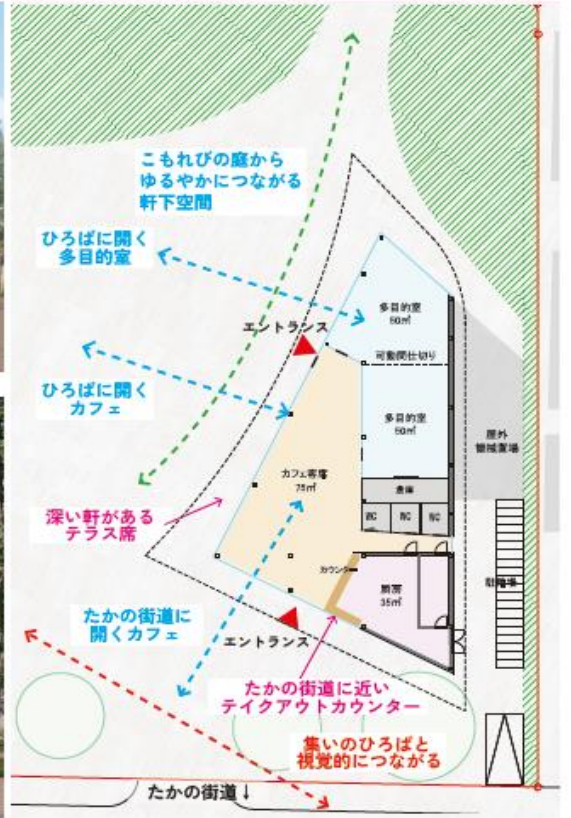 こもれびの庭から
ゆるやかにつながる
軒下空間
ひろばに開く
多目的室
エントランス
多目的室
50㎡
可動間仕切り
ひろばに開く
カフェ
多目的室
50㎡
屋外
機械置場
カフェ客席
75㎡
倉庫
WC
WC
WC
深い軒がある
テラス席
カウンター
厨房
35㎡
駐輪場
たかの街道に
開くカフェ
エントランス
たかの街道に近い
テイクアウトカウンター
集いのひろばと
視覚的につながる
たかの街道↓